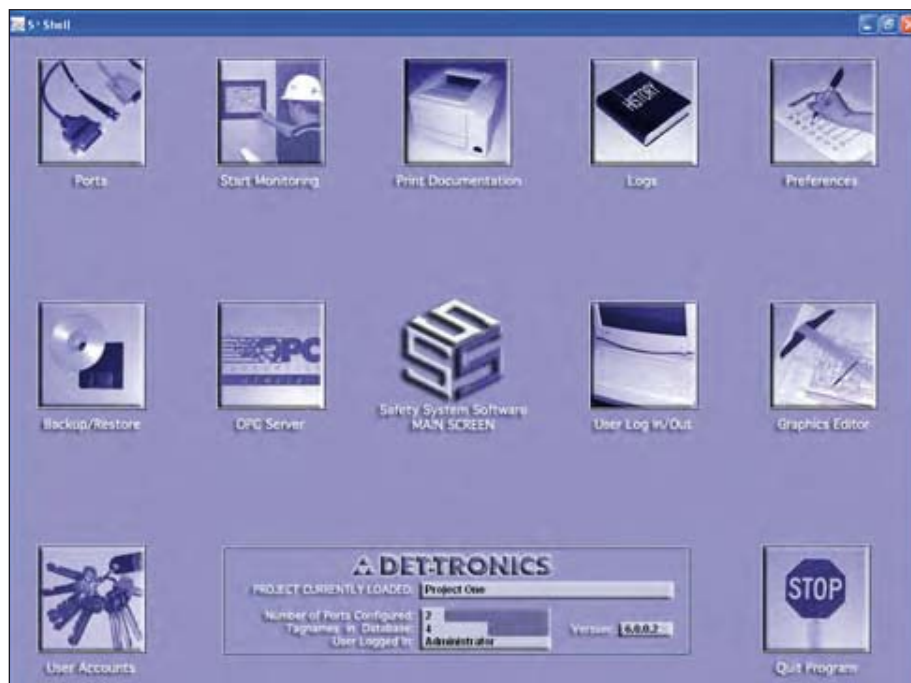 S³ Shell
Ports
Start Monitoring
Print Documentation
HISTORY
Logs
Preferences
Backup/Restore
OPC
OPC Server
Safety System Software
MAIN SCREEN
User Log In/Out
Graphics Editor
User Accounts
DET-TRONICS
PROJECT CURRENTLY LOADED: Project One
Number of Ports Configured: 2
Tagnames in Database: 4
User Logged In: Administrator
Version: 6.0.0.2
STOP
Quit Program